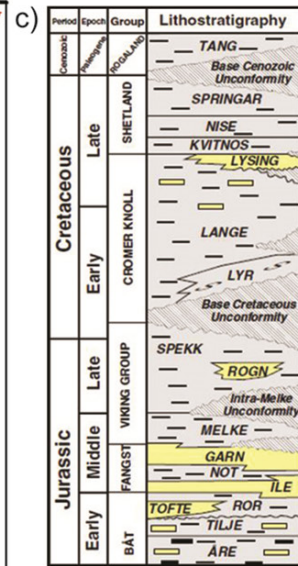 c)
Period Epoch Group Lithostratigraphy
Cenozoic Paleogene ROGALAND TANG
Base Cenozoic
Unconformity
Cretaceous Late SHETLAND SPRINGAR
NISE
KVITNOS
CROMER KNOLL LYSING
Early LANGE
LYR
Base Cretaceous
Unconformity
Jurassic Late VIKING GROUP SPEKK
ROGN
Intra-Melke
Unconformity
Middle MELKE
FANGST GARN
NOT
ILE
Early BÅT TOFTE ROR
TILJE
ÅRE